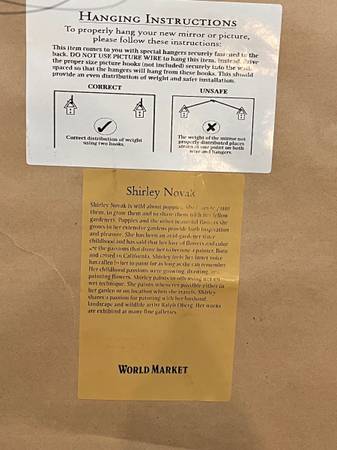 HANGING INSTRUCTIONS
To properly hang your new mirror or picture,
please follow these instructions:
This item comes to you with special hangers securely fastened to the
back. DO NOT USE PICTURE WIRE to hang this item. Instead, drive
the proper size picture hooks (not included) securely into the wall,
spaced so that the hangers will hang from these hooks. This should
provide an even distribution of weight and safer installation.
CORRECT
Correct distribution of weight
using two hooks.
UNSAFE
The weight of the mirror not
properly distributed places
stress at one point on both
wire and hangers.
Shirley Novak
Shirley Novak is wild about poppies. She loves to paint
them, to grow them and to share them with her fellow
gardeners. Poppies and the other beautiful flowers she
grows in her extensive gardens provide both inspiration
and pleasure. She has been an avid gardener since
childhood and has said that her love of flowers and color
are the passions that drove her to become a painter. Born
and raised in California, Shirley feels her inner voice
has called to her to paint for as long as she can remember.
Her childhood passions were growing, drawing, and
painting flowers. Shirley paints in oils using wet on
wet technique. She paints whenever possible either in
her garden or on location when she travels. Shirley
shares a passion for painting with her husband
landscape and wildlife artist Ralph Oberg. Her works
are exhibited at many fine galleries.
WORLD MARKET